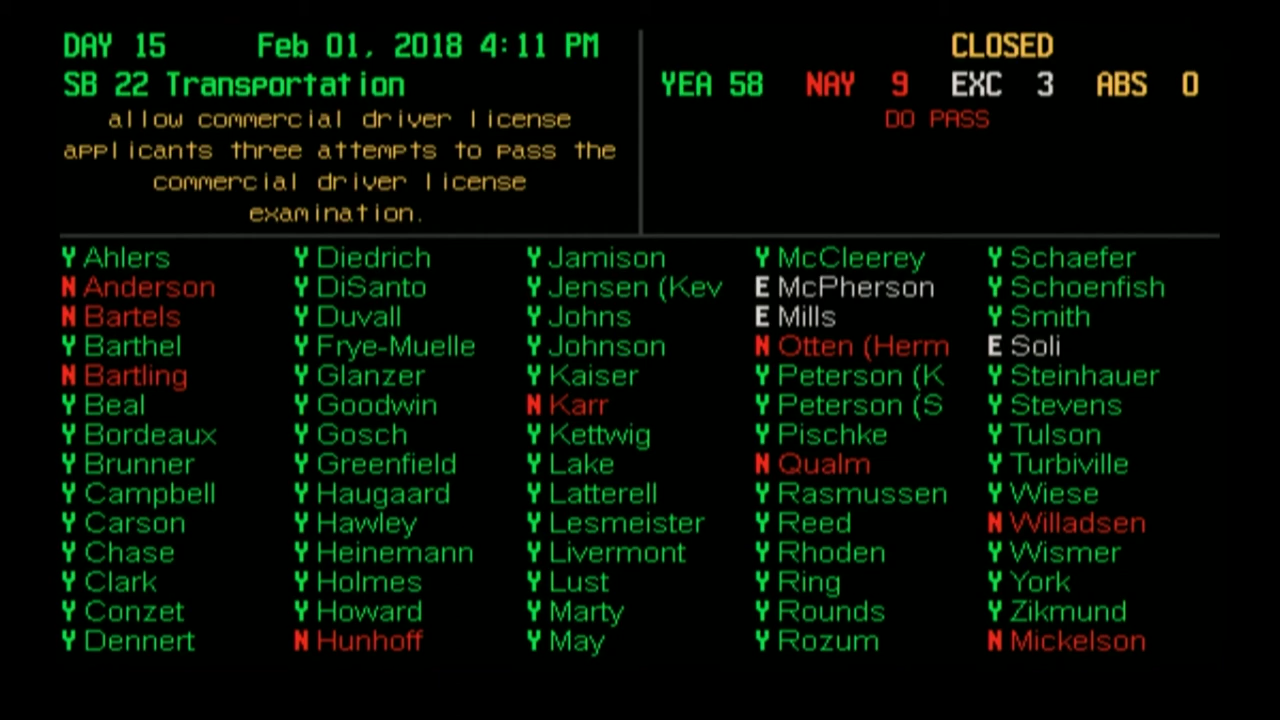 DAY 15 Feb 01, 2018 4:11 PM
SB 22 Transportation
allow commercial driver license
applicants three attempts to pass the
commercial driver license
examination.
CLOSED
YEA 58 NAY 9 EXC 3 ABS 0
DO PASS
Y Ahlers
N Anderson
N Bartels
Y Barthel
N Bartling
Y Beal
Y Bordeaux
Y Brunner
Y Campbell
Y Carson
Y Chase
Y Clark
Y Conzet
Y Dennert
Y Diedrich
Y DiSanto
Y Duvall
Y Frye-Muelle
Y Glanzer
Y Goodwin
Y Gosch
Y Greenfield
Y Haugaard
Y Hawley
Y Heinemann
Y Holmes
Y Howard
N Hunhoff
Y Jamison
Y Jensen (Kev
Y Johns
Y Johnson
Y Kaiser
N Karr
Y Kettwig
Y Lake
Y Latterell
Y Lesmeister
Y Livermont
Y Lust
Y Marty
Y May
Y McCleerey
E McPherson
E Mills
N Otten (Herm
Y Peterson (K
Y Peterson (S
Y Pischke
N Qualm
Y Rasmussen
Y Reed
Y Rhoden
Y Ring
Y Rounds
Y Rozum
Y Schaefer
Y Schoenfish
Y Smith
E Soli
Y Steinhauer
Y Stevens
Y Tulson
Y Turbiville
Y Wiese
N Willadsen
Y Wismer
Y York
Y Zikmund
N Mickelson